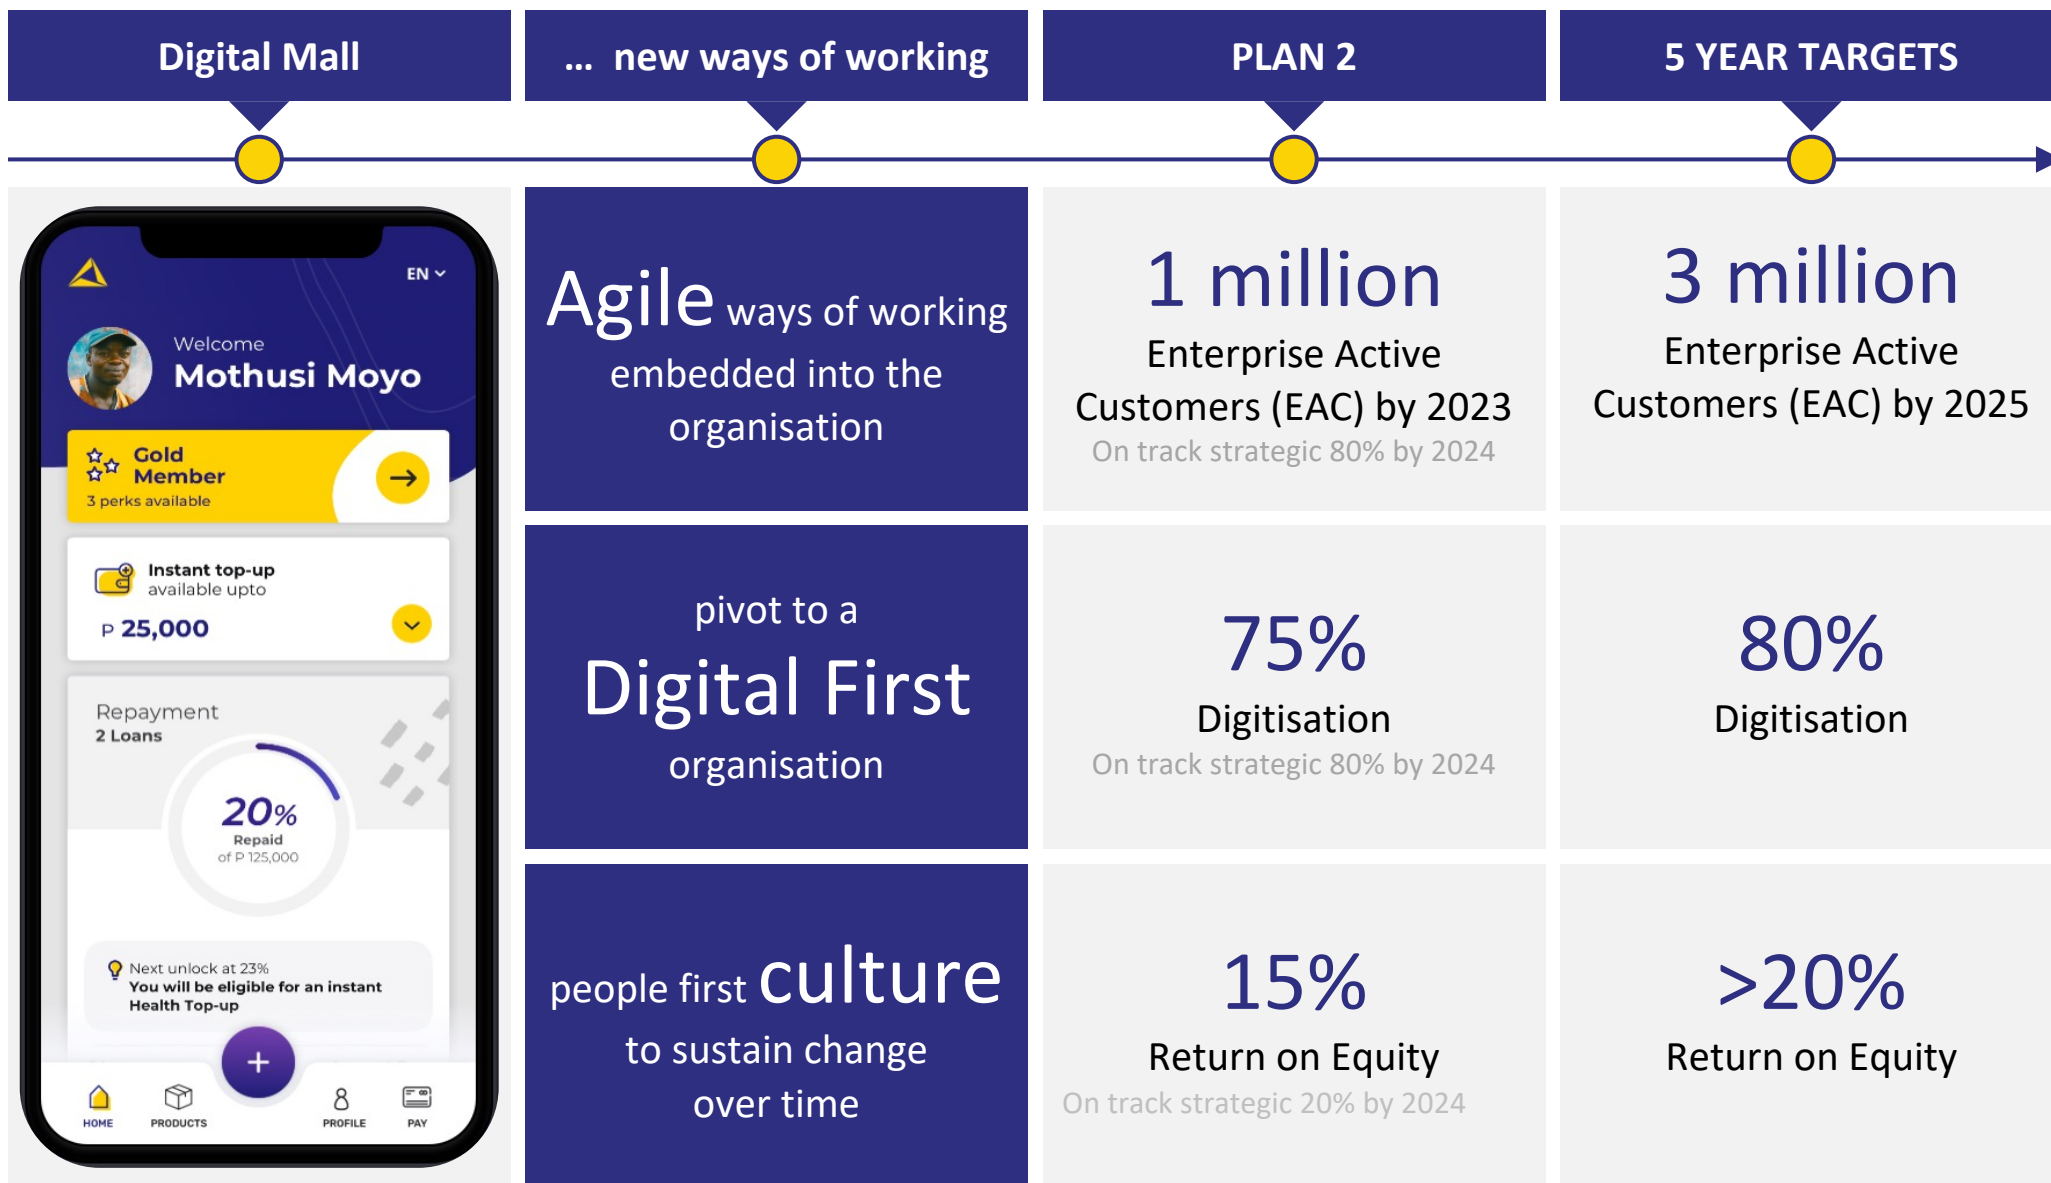 Digital Mall
... new ways of working
PLAN 2
5 YEAR TARGETS
EN
Welcome
Mothusi Moyo
Gold
Member
3 perks available
Instant top-up
available upto
P 25,000
Repayment
2 Loans
20%
Repaid
of P 125,000
Next unlock at 23%
You will be eligible for an instant
Health Top-up
+
HOME
PRODUCTS
PROFILE
PAY
Agile ways of working
embedded into the
organisation
pivot to a
Digital First
organisation
people first culture
to sustain change
over time
1 million
Enterprise Active
Customers (EAC) by 2023
On track strategic 80% by 2024
75%
Digitisation
On track strategic 80% by 2024
15%
Return on Equity
On track strategic 20% by 2024
3 million
Enterprise Active
Customers (EAC) by 2025
80%
Digitisation
>20%
Return on Equity